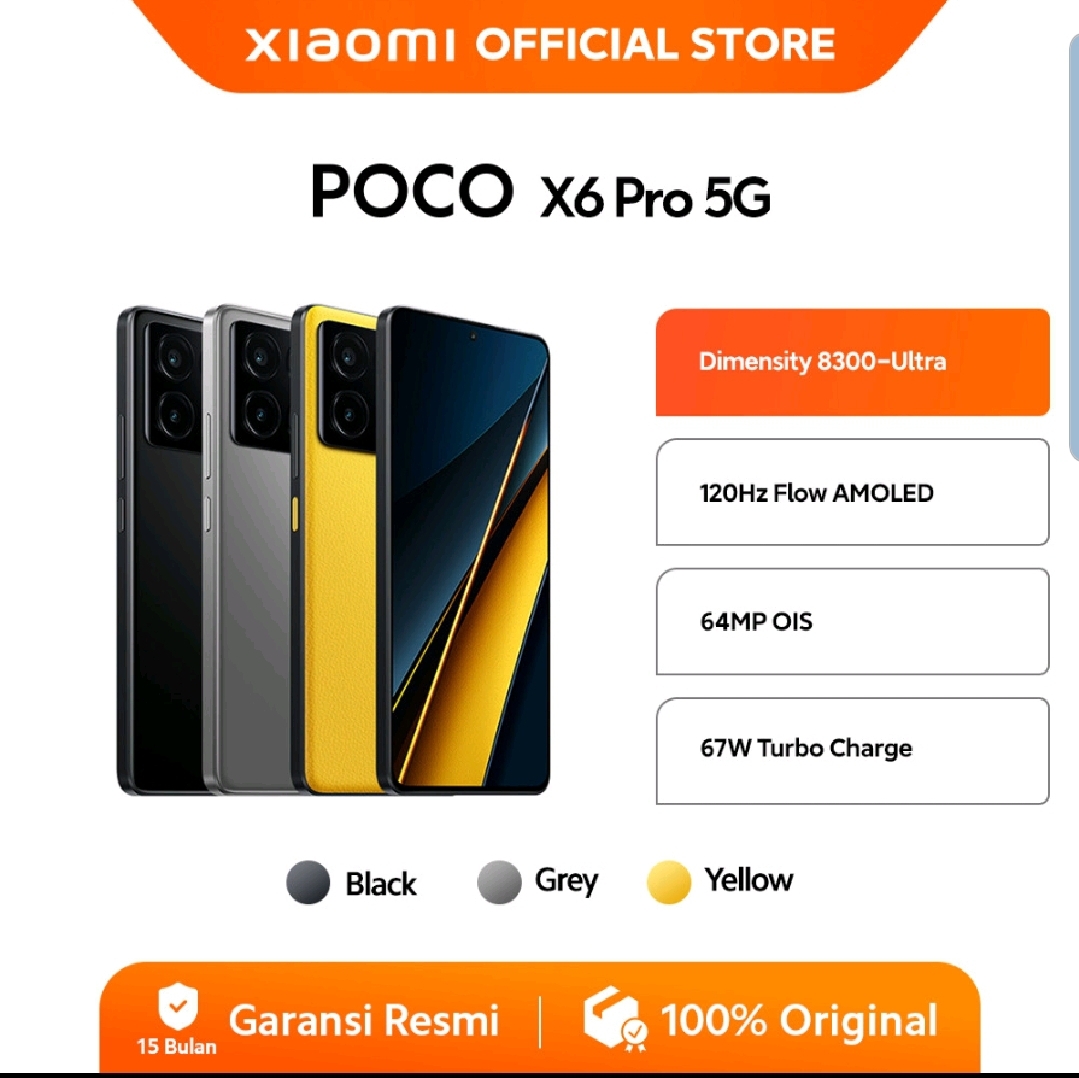 xiaomi OFFICIAL STORE
POCO X6 Pro 5G
Dimensity 8300-Ultra
120Hz Flow AMOLED
64MP OIS
67W Turbo Charge
Black Grey Yellow
15 Bulan Garansi Resmi 100% Original